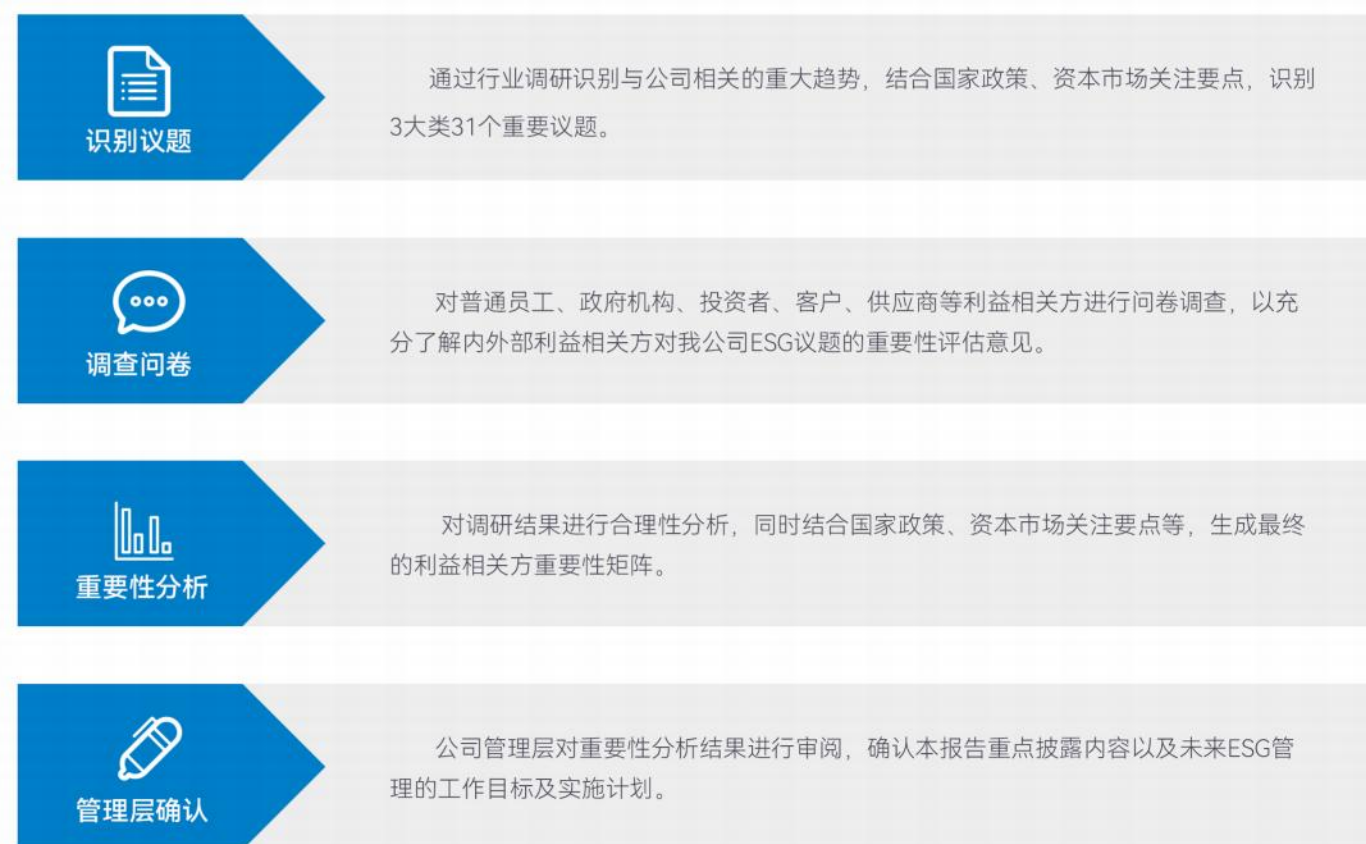 识别议题
通过行业调研识别与公司相关的重大趋势，结合国家政策、资本市场关注要点，识别
3大类31个重要议题。
调查问卷
对普通员工、政府机构、投资者、客户、供应商等利益相关方进行问卷调查，以充
分了解内外部利益相关方对我公司ESG议题的重要性评估意见。
重要性分析
对调研结果进行合理性分析，同时结合国家政策、资本市场关注要点等，生成最终
的利益相关方重要性矩阵。
管理层确认
公司管理层对重要性分析结果进行审阅，确认本报告重点披露内容以及未来ESG管
理的工作目标及实施计划。